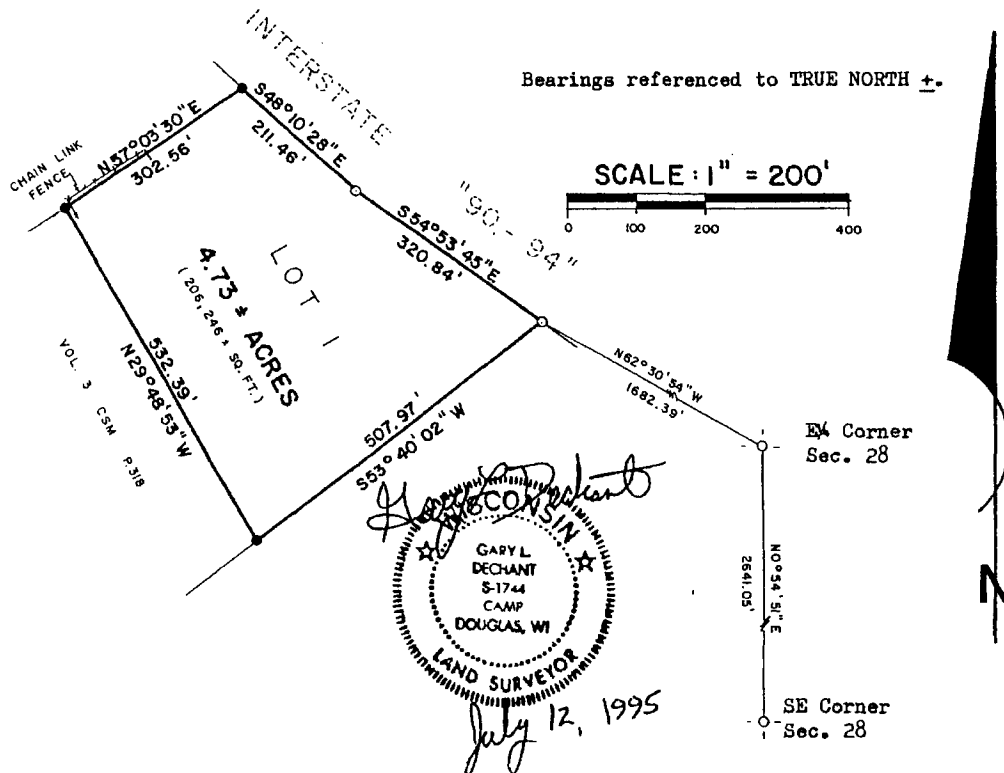 INTERSTATE
"90 - 94"
Bearings referenced to TRUE NORTH ±.
SCALE: 1" = 200'
0 100 200 400
CHAIN LINK
FENCE
N57°03'30"E
302.56'
S48°10'28"E
211.46'
S54°53'45"E
320.84'
LOT 1
4.73 ± ACRES
(206,246 ± SQ. FT.)
532.39'
N29°48'53"W
VOL. 3 CSM P.318
507.97'
S53°40'02"W
N62°30'54"W
1682.39'
E¼ Corner
Sec. 28
N0°54'51"E
2641.05'
SE Corner
Sec. 28
N
WISCONSIN
GARY L.
DECHANT
S-1744
CAMP
DOUGLAS, WI
LAND SURVEYOR
July 12, 1995